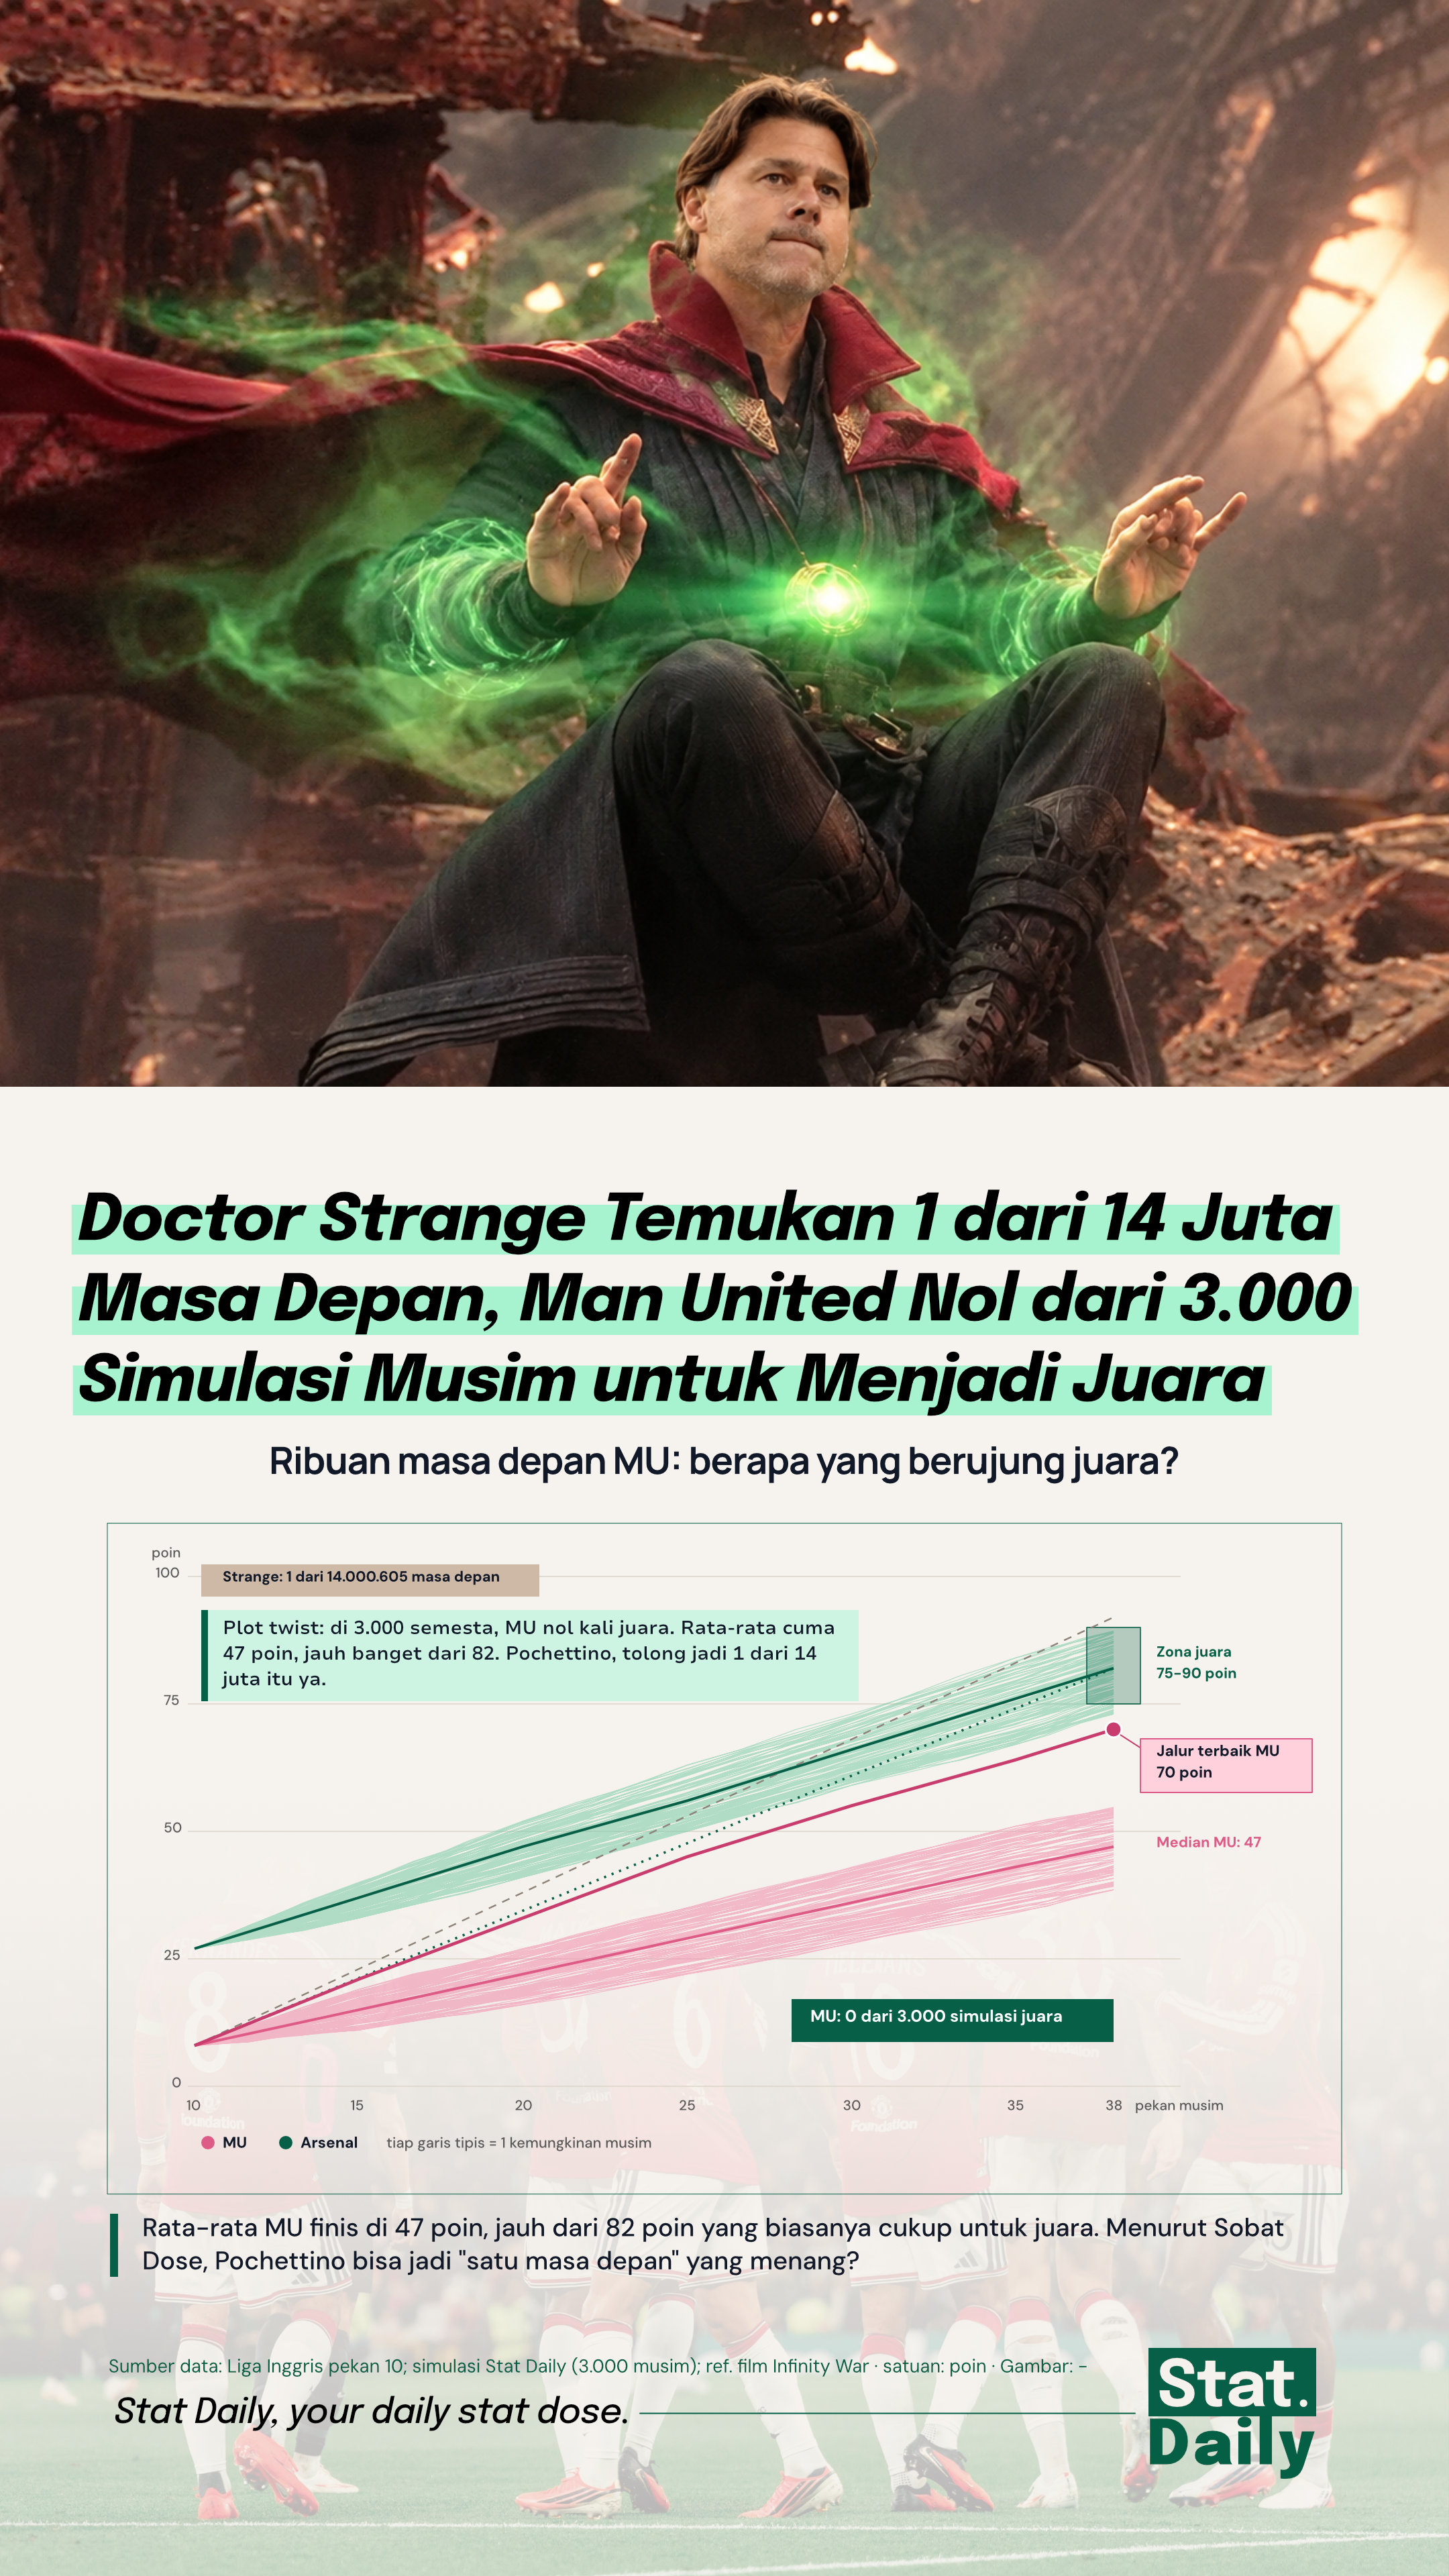 Doctor Strange Temukan 1 dari 14 Juta
Masa Depan, Man United Nol dari 3.000
Simulasi Musim untuk Menjadi Juara
Ribuan masa depan MU: berapa yang berujung juara?
poin
100
Strange: 1 dari 14.000.605 masa depan
Plot twist: di 3.000 semesta, MU nol kali juara. Rata-rata cuma
47 poin, jauh banget dari 82. Pochettino, tolong jadi 1 dari 14
juta itu ya.
Zona juara
75-90 poin
75
Jalur terbaik MU
70 poin
50
Median MU: 47
25
MU: 0 dari 3.000 simulasi juara
0
10 15 20 25 30 35 38 pekan musim
MU Arsenal tiap garis tipis = 1 kemungkinan musim
Rata-rata MU finis di 47 poin, jauh dari 82 poin yang biasanya cukup untuk juara. Menurut Sobat
Dose, Pochettino bisa jadi "satu masa depan" yang menang?
Sumber data: Liga Inggris pekan 10; simulasi Stat Daily (3.000 musim); ref. film Infinity War · satuan: poin · Gambar: -
Stat Daily, your daily stat dose.
Stat.
Daily